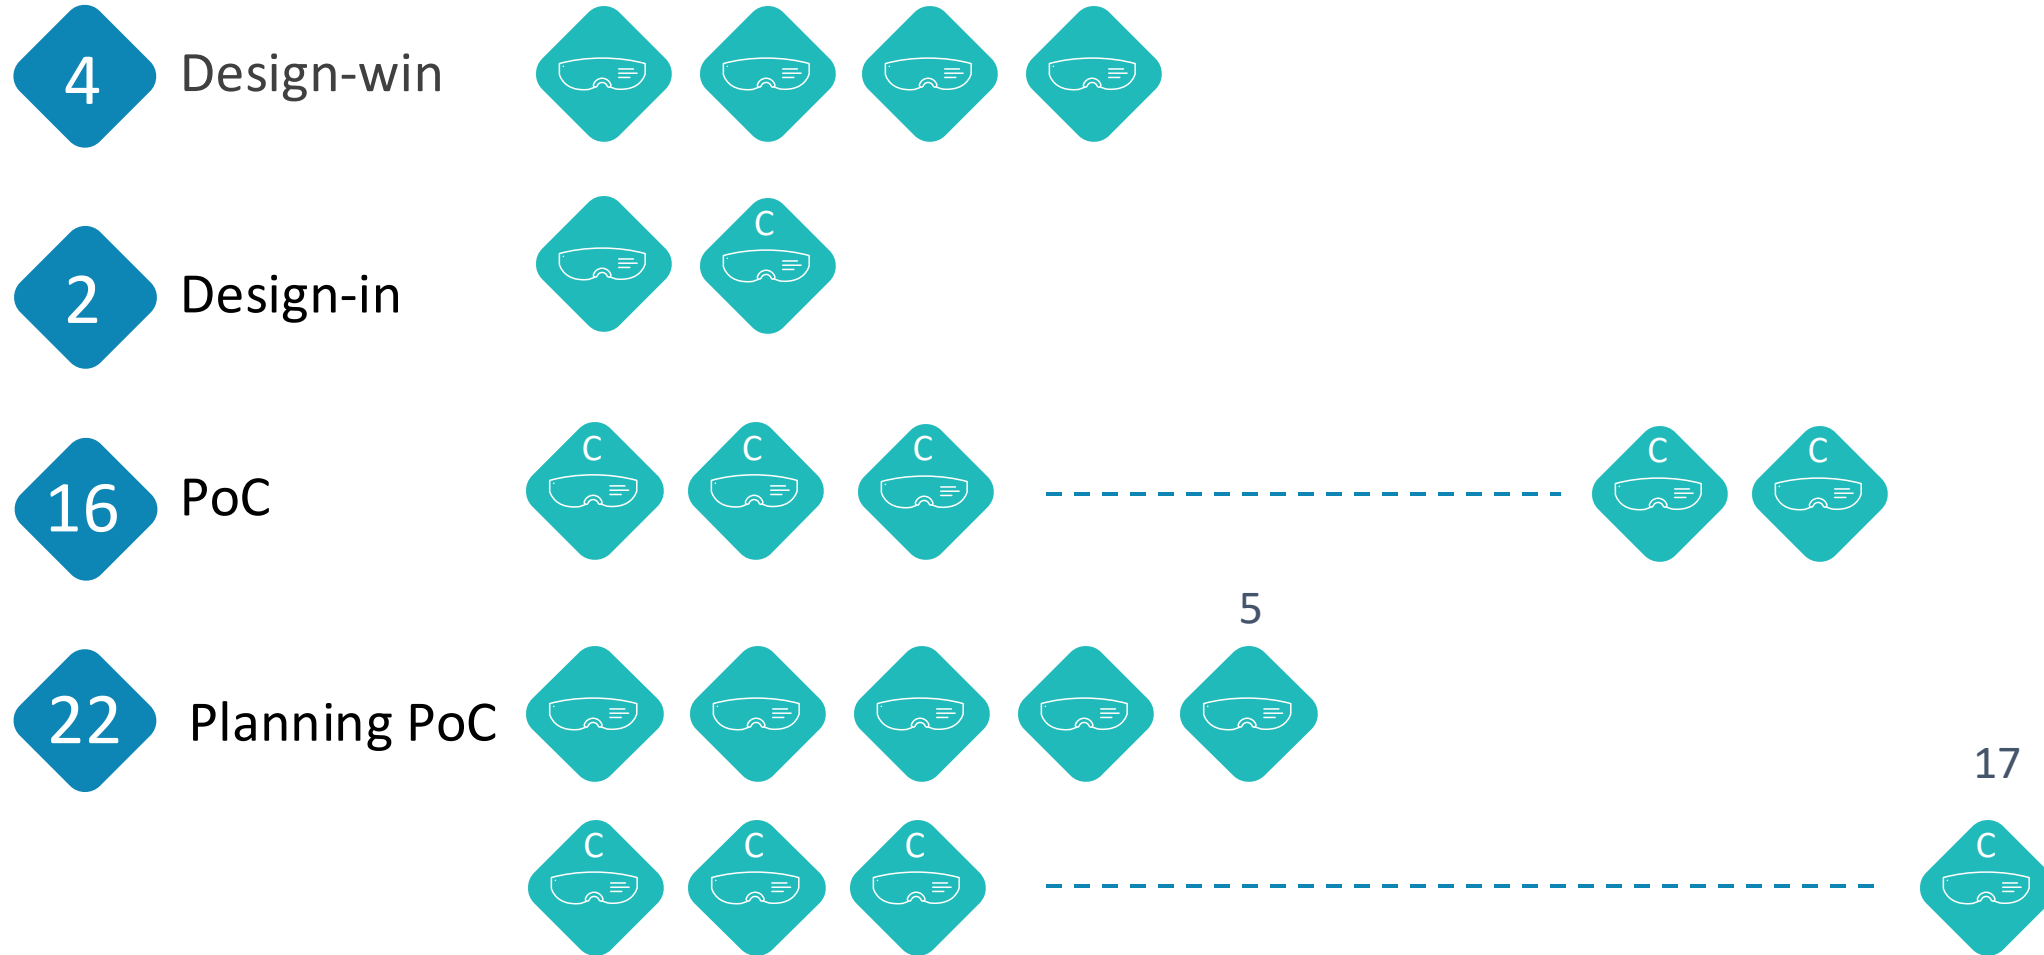 4 Design-win
C
2 Design-in
C C C C C
16 PoC
5
22 Planning PoC
17
C C C C